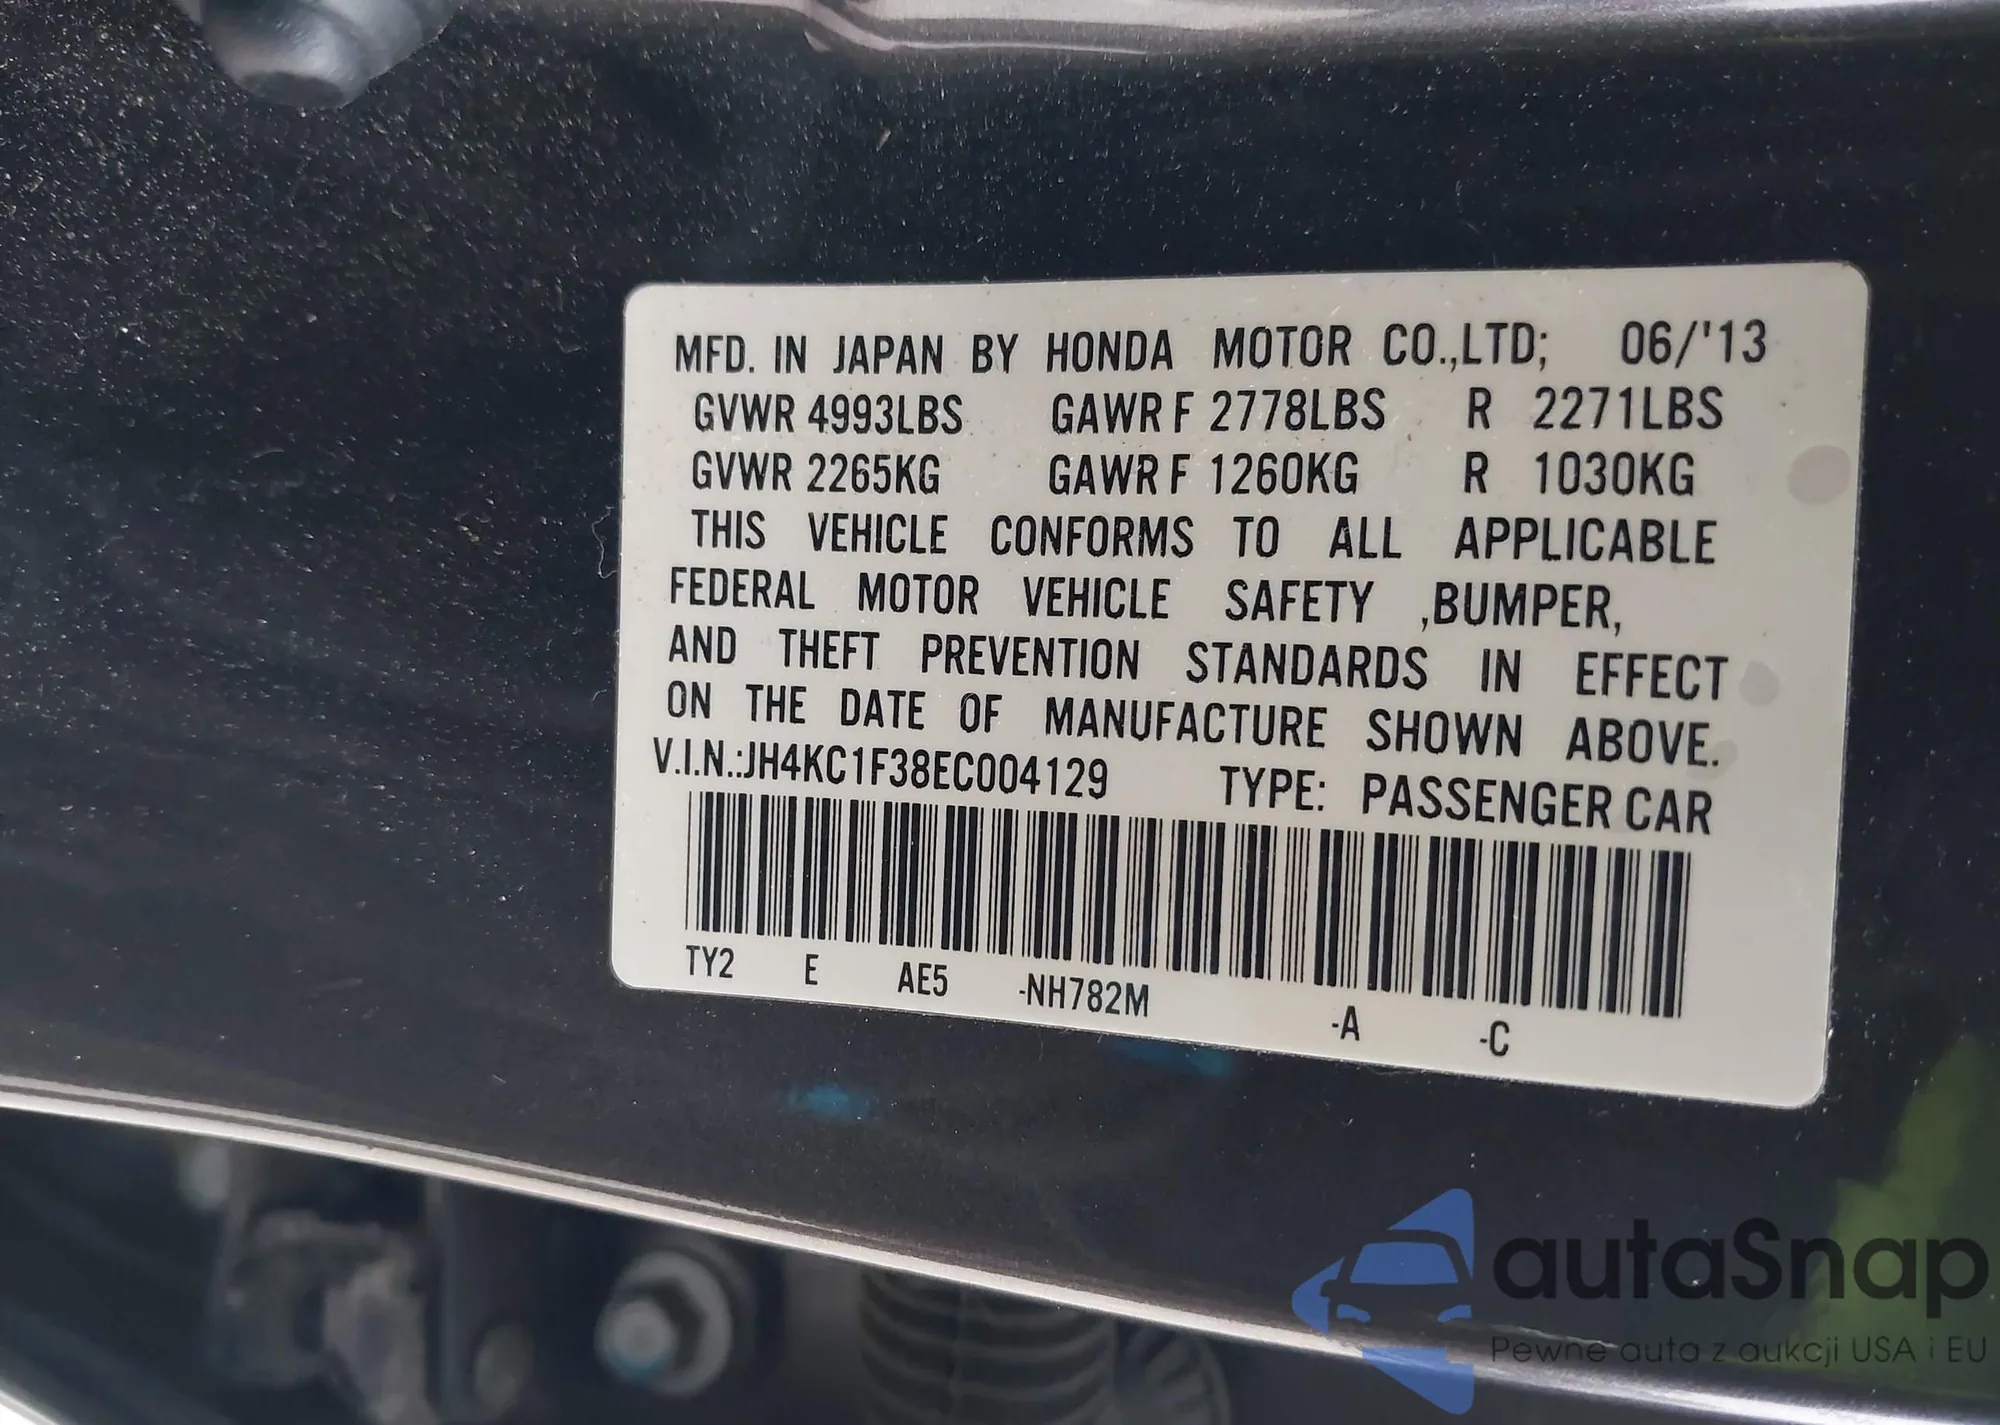 MFD. IN JAPAN BY HONDA MOTOR CO.,LTD; 06/'13
GVWR 4993LBS GAWR F 2778LBS R 2271LBS
GVWR 2265KG GAWR F 1260KG R 1030KG
THIS VEHICLE CONFORMS TO ALL APPLICABLE
FEDERAL MOTOR VEHICLE SAFETY ,BUMPER,
AND THEFT PREVENTION STANDARDS IN EFFECT
ON THE DATE OF MANUFACTURE SHOWN ABOVE.
V.I.N.:JH4KC1F38EC004129 TYPE: PASSENGER CAR
TY2 E AE5 -NH782M -A -C
autaSnap
Pewne auta z aukcji USA i EU